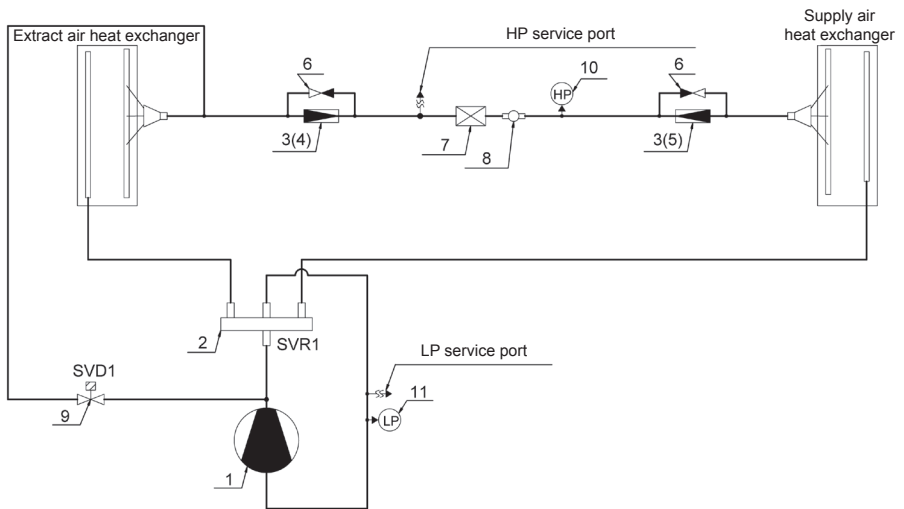 Extract air heat exchanger
HP service port
Supply air
heat exchanger
6
10
6
HP
3(4)
7
8
3(5)
2
SVR1
LP service port
SVD1
11
LP
9
1